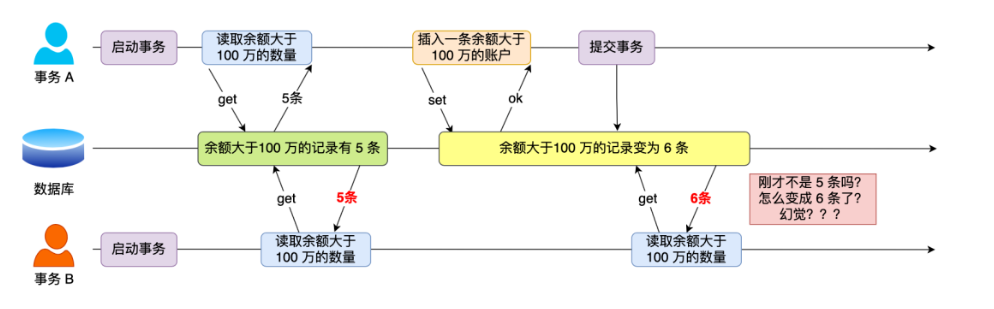 启动事务
读取余额大于
100 万的数量
插入一条余额大于
100 万的账户
提交事务
事务 A
get
5条
set
ok
余额大于100 万的记录有 5 条
余额大于100 万的记录变为 6 条
数据库
get
5条
get
6条
刚才不是 5 条吗?
怎么变成 6 条了?
幻觉? ? ?
启动事务
读取余额大于
100 万的数量
读取余额大于
100 万的数量
事务 B